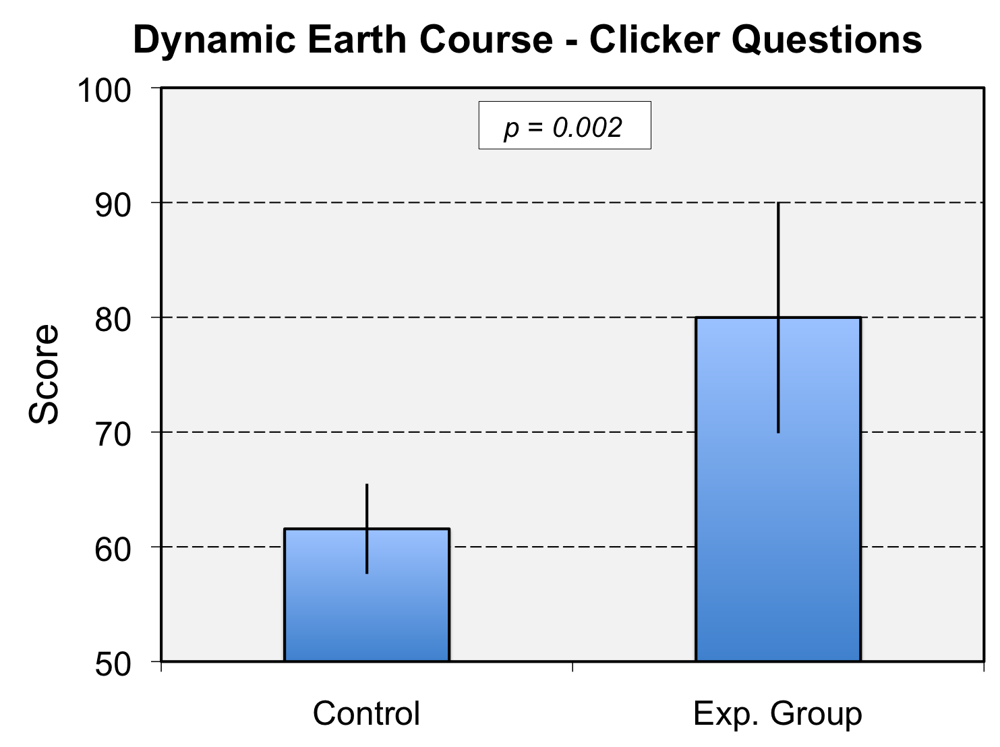 Dynamic Earth Course - Clicker Questions
100
p = 0.002
90
80
Score
70
60
50
Control Exp. Group